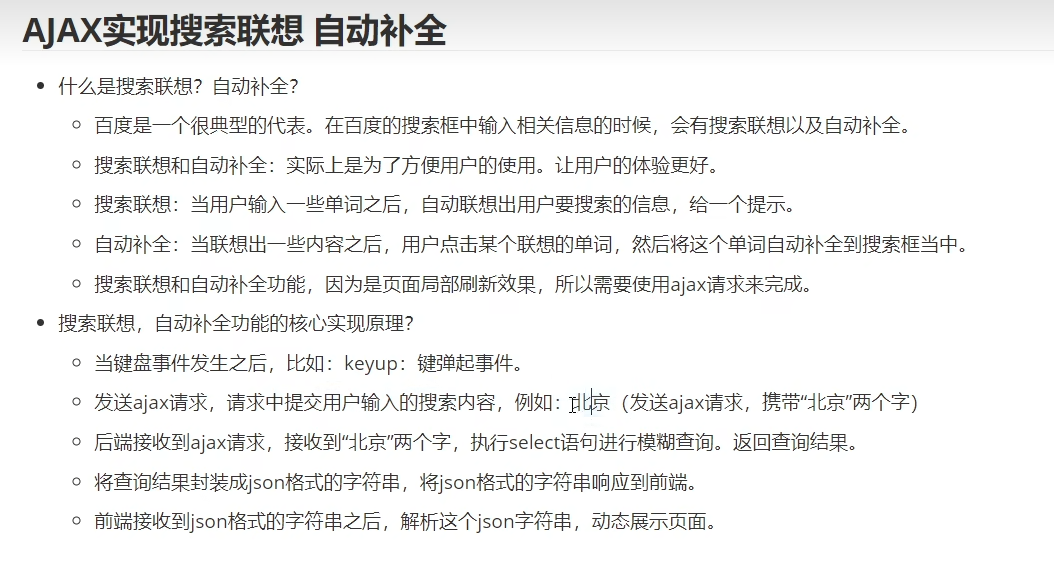 AJAX实现搜索联想 自动补全
什么是搜索联想？自动补全？
百度是一个很典型的代表。在百度的搜索框中输入相关信息的时候，会有搜索联想以及自动补全。
搜索联想和自动补全：实际上是为了方便用户的使用。让用户的体验更好。
搜索联想：当用户输入一些单词之后，自动联想出用户要搜索的信息，给一个提示。
自动补全：当联想出一些内容之后，用户点击某个联想的单词，然后将这个单词自动补全到搜索框当中。
搜索联想和自动补全功能，因为是页面局部刷新效果，所以需要使用ajax请求来完成。
搜索联想，自动补全功能的核心实现原理？
当键盘事件发生之后，比如：keyup：键弹起事件。
发送ajax请求，请求中提交用户输入的搜索内容，例如：北京（发送ajax请求，携带“北京”两个字）
后端接收到ajax请求，接收到“北京”两个字，执行select语句进行模糊查询。返回查询结果。
将查询结果封装成json格式的字符串，将json格式的字符串响应到前端。
前端接收到json格式的字符串之后，解析这个json字符串，动态展示页面。